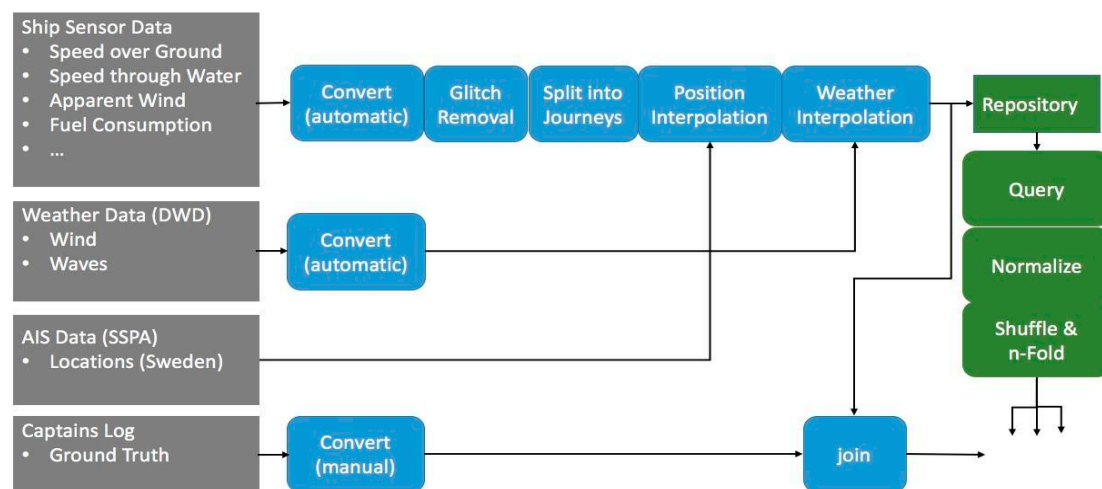 Ship Sensor Data
• Speed over Ground
• Speed through Water
• Apparent Wind
• Fuel Consumption
• ...
Convert
(automatic)
Glitch
Removal
Split into
Journeys
Position
Interpolation
Weather
Interpolation
Repository
Query
Normalize
Shuffle &
n-Fold
Weather Data (DWD)
• Wind
• Waves
Convert
(automatic)
AIS Data (SSPA)
• Locations (Sweden)
Captains Log
• Ground Truth
Convert
(manual)
join